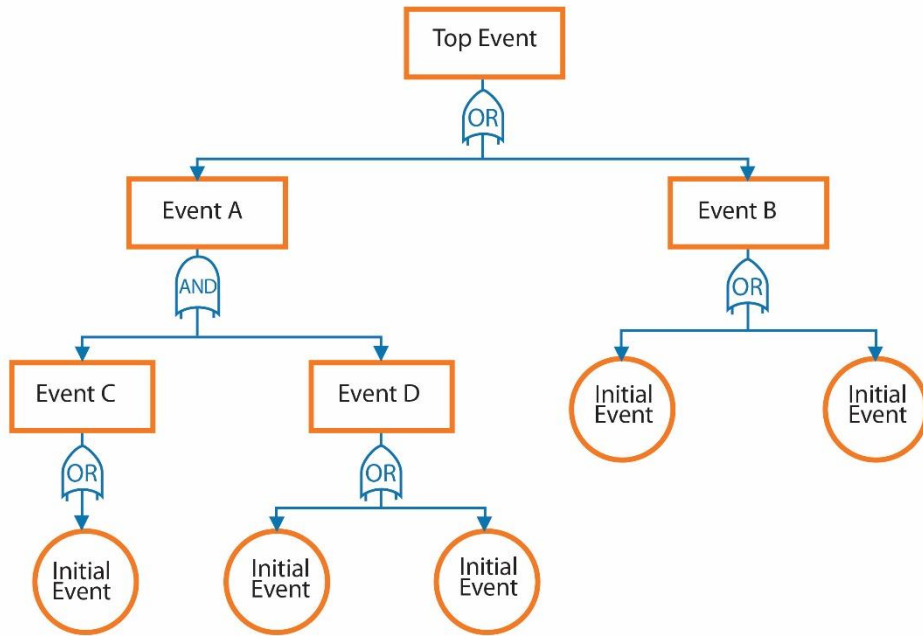 Top Event
OR
Event A
Event B
AND
OR
Event C
Event D
Initial
Event
Initial
Event
OR
OR
Initial
Event
Initial
Event
Initial
Event